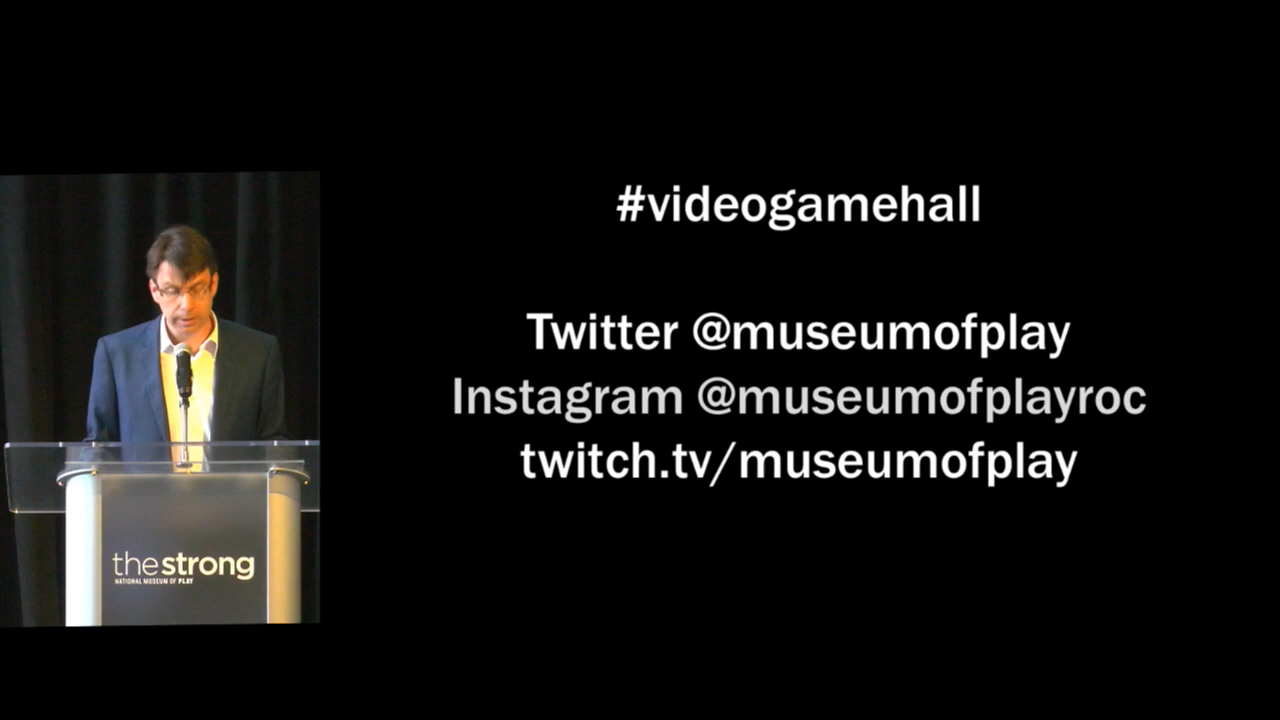 #videogamehall
Twitter @museumofplay
Instagram @museumofplayroc
twitch.tv/museumofplay
thestrong
NATIONAL MUSEUM OF PLAY